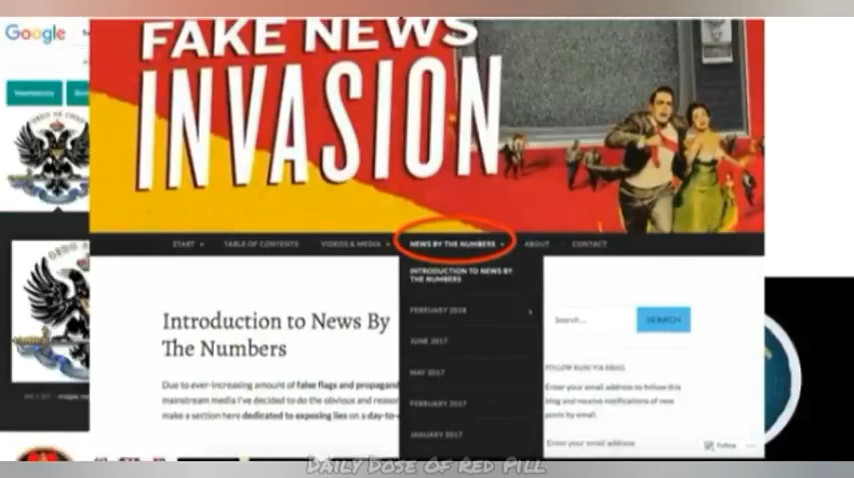 Google
FAKE NEWS
INVASION
START
TABLE OF CONTENTS
VIDEOS & MEDIA
NEWS BY THE NUMBERS
ABOUT
CONTACT
INTRODUCTION TO NEWS BY
THE NUMBERS
FEBRUARY 2018
JUNE 2017
MAY 2017
FEBRUARY 2017
JANUARY 2017
Introduction to News By
The Numbers
Due to ever-increasing amount of false flags and propagand
mainstream media I've decided to do the obvious and reaso
make a section here dedicated to exposing lies on a day-to-
Search...
SEARCH
FOLLOW BLOG VIA EMAIL
Enter your email address to follow this
blog and receive notifications of new
posts by email.
Enter your email address
Follow
Daily Dose Of Red Pill